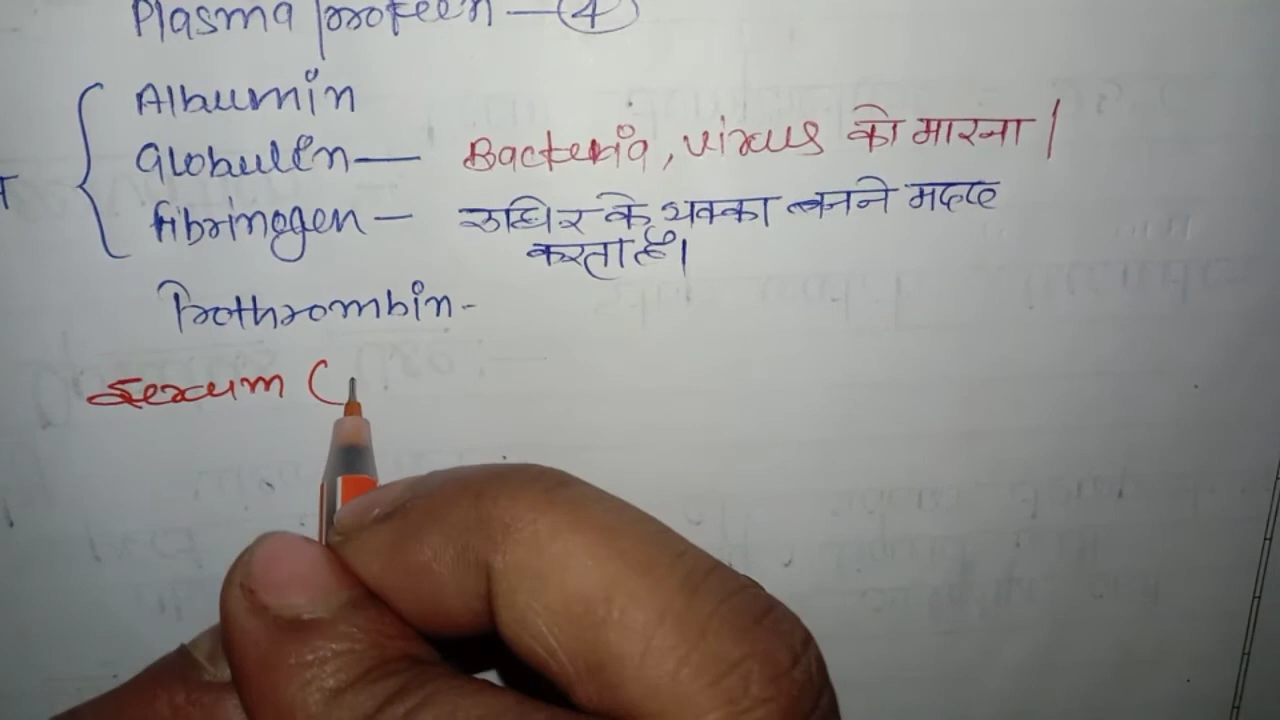 Plasma protein — (4)
Albumin
Globulin — Bacteria, virus को मारना |
fibrinogen — रुधिर के थक्का बनने मदद
करता है।
Prothrombin -
Serum (